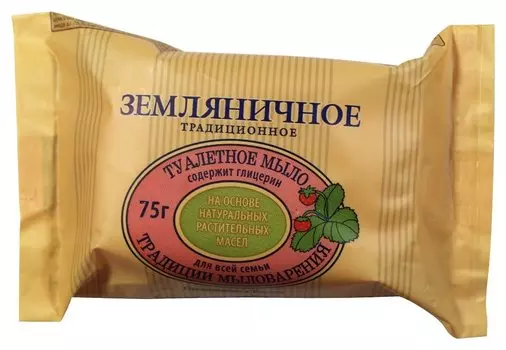 ЗЕМЛЯНИЧНОЕ
ТРАДИЦИОННОЕ
ТУАЛЕТНОЕ МЫЛО
содержит глицерин
75г
НА ОСНОВЕ
НАТУРАЛЬНЫХ
РАСТИТЕЛЬНЫХ
МАСЕЛ
для всей семьи
ТРАДИЦИИ МЫЛОВАРЕНИЯ